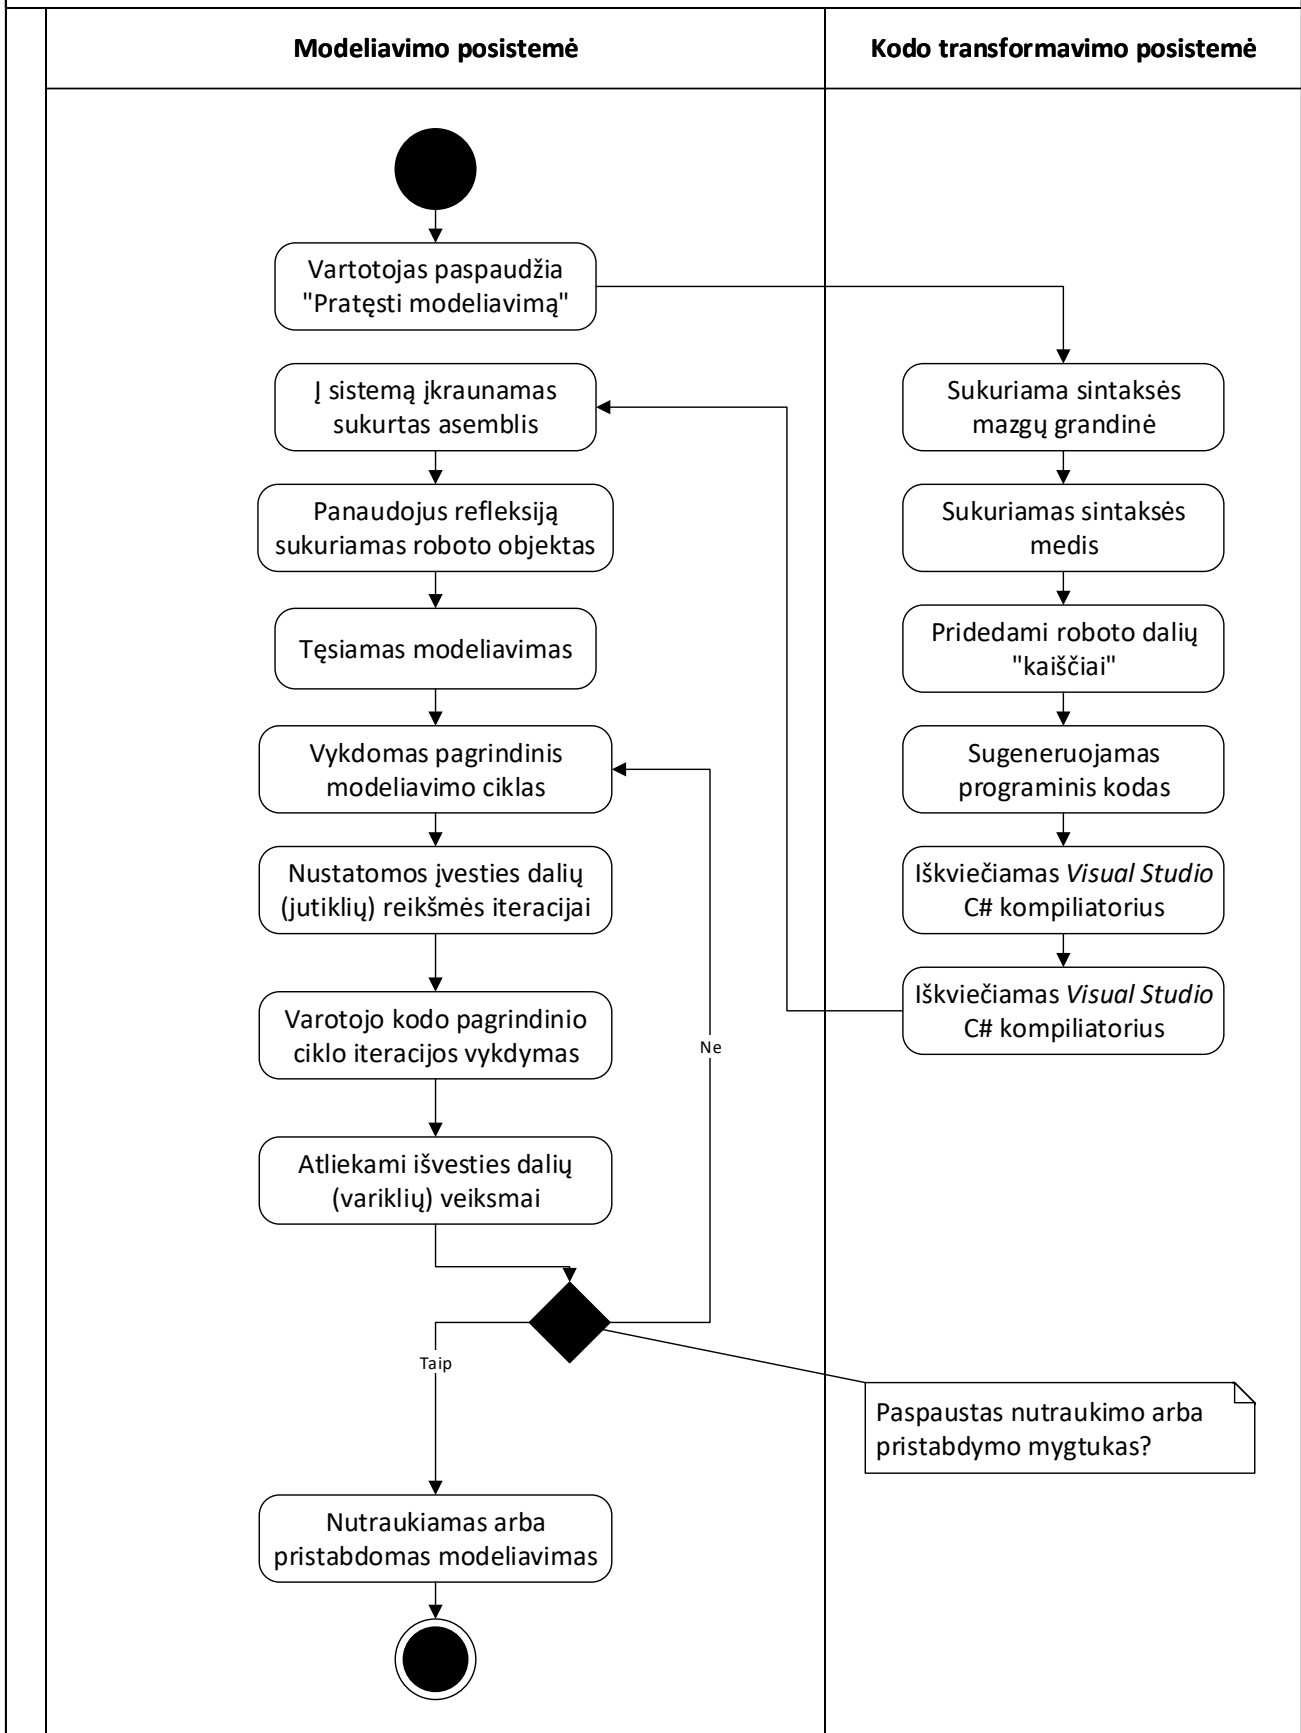 Modeliavimo posistemė
Kodo transformavimo posistemė
Vartotojas paspaudžia
"Pratęsti modeliavimą"
Į sistemą įkraunamas
sukurtas asemblis
Panaudojus refleksiją
sukuriamas roboto objektas
Tęsiamas modeliavimas
Vykdomas pagrindinis
modeliavimo ciklas
Nustatomos įvesties dalių
(jutiklių) reikšmės iteracijai
Varotojo kodo pagrindinio
ciklo iteracijos vykdymas
Atliekami išvesties dalių
(variklių) veiksmai
Ne
Taip
Nutraukiamas arba
pristabdomas modeliavimas
Sukuriama sintaksės
mazgų grandinė
Sukuriamas sintaksės
medis
Pridedami roboto dalių
"kaiščiai"
Sugeneruojamas
programinis kodas
Iškviečiamas Visual Studio
C# kompiliatorius
Iškviečiamas Visual Studio
C# kompiliatorius
Paspaustas nutraukimo arba
pristabdymo mygtukas?